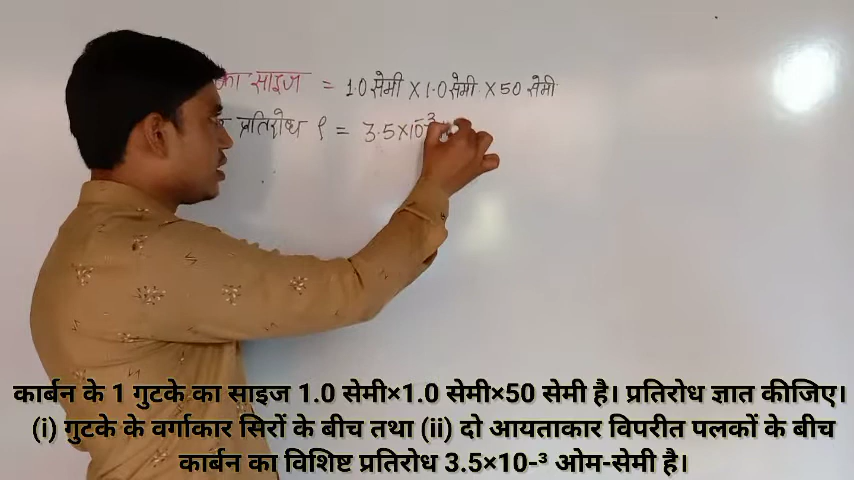 का साइज = 1.0 सेमी × 1.0 सेमी × 50 सेमी
प्रतिरोध ρ = 3.5×10⁻³
कार्बन के 1 गुटके का साइज 1.0 सेमी×1.0 सेमी×50 सेमी है। प्रतिरोध ज्ञात कीजिए।
(i) गुटके के वर्गाकार सिरों के बीच तथा (ii) दो आयताकार विपरीत पलकों के बीच
कार्बन का विशिष्ट प्रतिरोध 3.5×10-³ ओम-सेमी है।